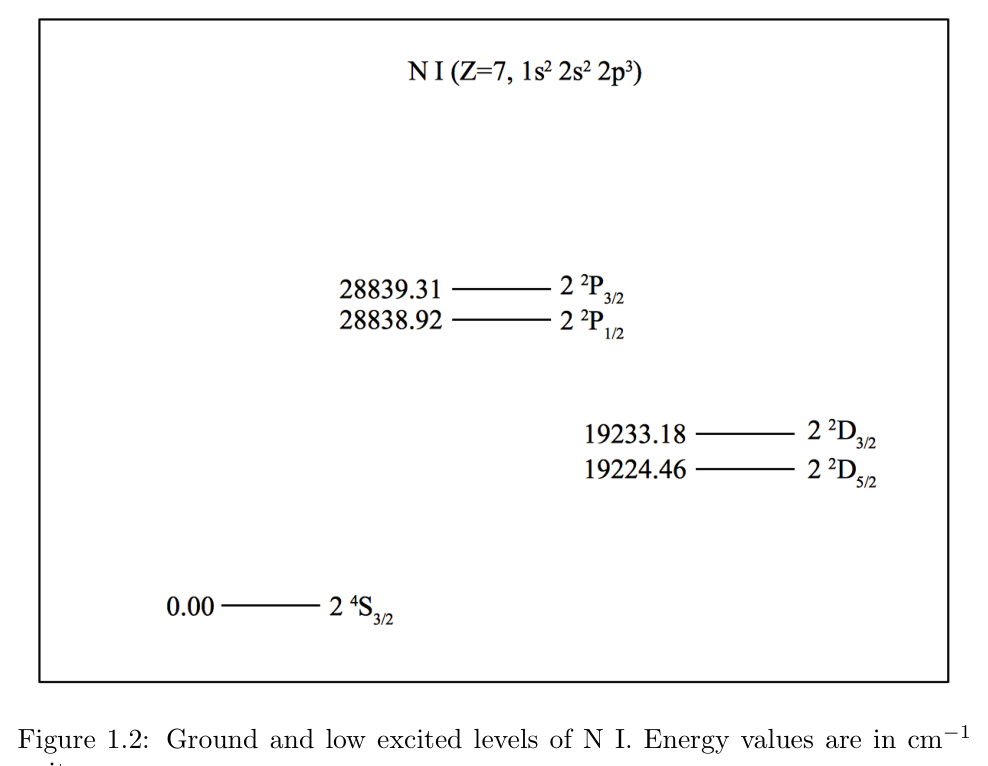 N I (Z=7, 1s² 2s² 2p³)
28839.31 2 ²P₃/₂
28838.92 2 ²P₁/₂
19233.18 2 ²D₃/₂
19224.46 2 ²D₅/₂
0.00 2 ⁴S₃/₂
Figure 1.2: Ground and low excited levels of N I. Energy values are in cm⁻¹